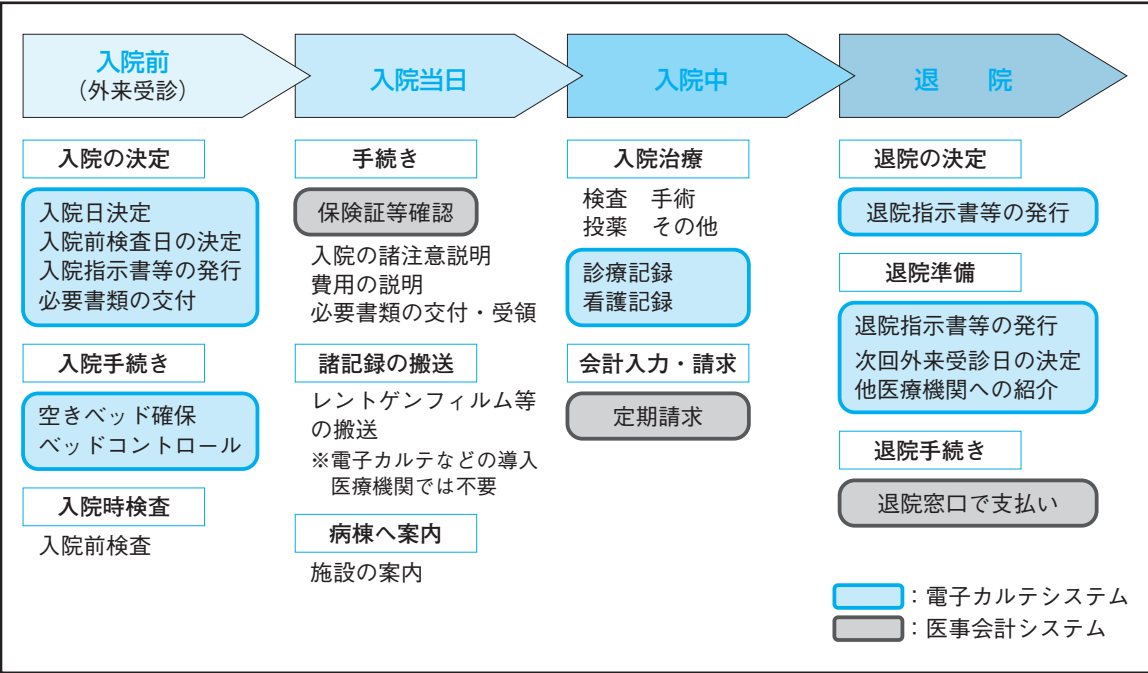 入院前
（外来受診）
入院の決定
入院日決定
入院前検査日の決定
入院指示書等の発行
必要書類の交付
入院手続き
空きベッド確保
ベッドコントロール
入院時検査
入院前検査
入院当日
手続き
保険証等確認
入院の諸注意説明
費用の説明
必要書類の交付・受領
諸記録の搬送
レントゲンフィルム等
の搬送
※電子カルテなどの導入
医療機関では不要
病棟へ案内
施設の案内
入院中
入院治療
検査　手術
投薬　その他
診療記録
看護記録
会計入力・請求
定期請求
退　院
退院の決定
退院指示書等の発行
退院準備
退院指示書等の発行
次回外来受診日の決定
他医療機関への紹介
退院手続き
退院窓口で支払い
：電子カルテシステム
：医事会計システム